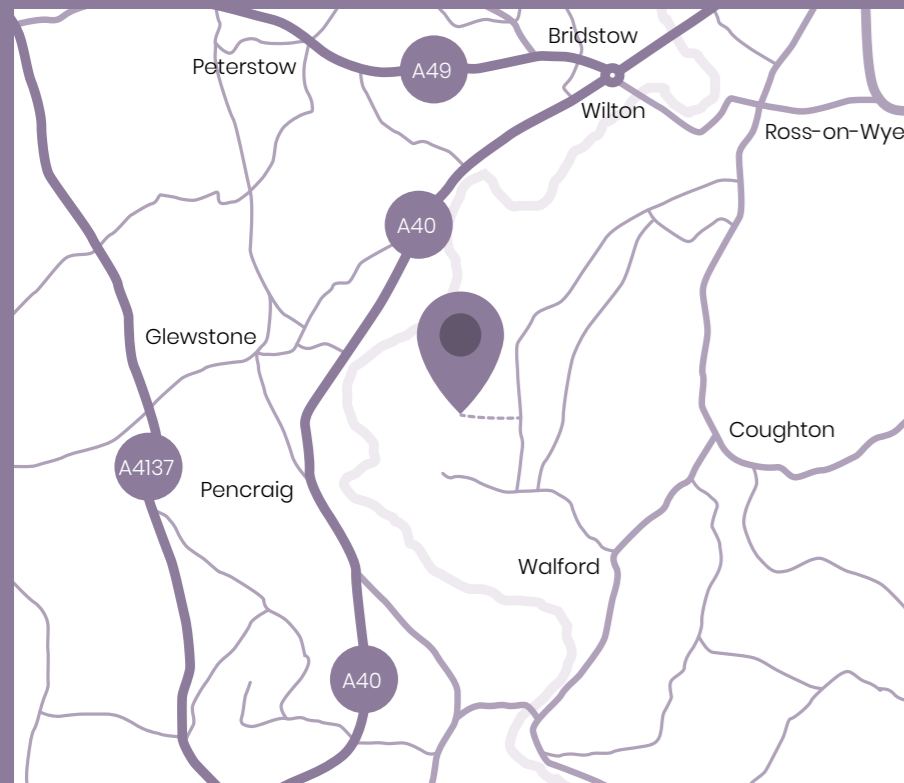 Bridstow
Peterstow
A49
Wilton
Ross-on-Wye
A40
Glewstone
Coughton
A4137
Pencraig
Walford
A40